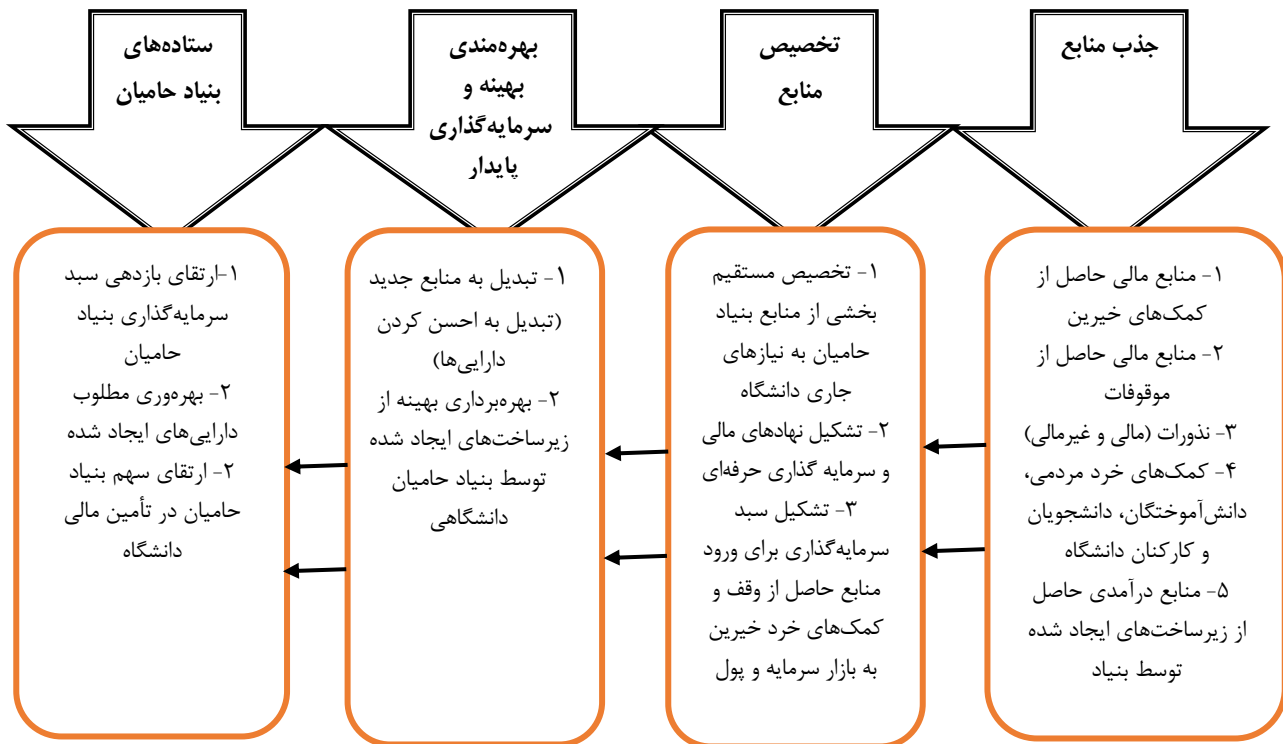 جذب منابع
تخصیص
منابع
بهره‌مندی
بهینه و
سرمایه‌گذاری
پایدار
ستاده‌های
بنیاد حامیان
۱- منابع مالی حاصل از
کمک‌های خیرین
۲- منابع مالی حاصل از
موقوفات
۳- نذورات (مالی و غیرمالی)
۴- کمک‌های خرد مردمی،
دانش‌آموختگان، دانشجویان
و کارکنان دانشگاه
۵- منابع درآمدی حاصل
از زیرساخت‌های ایجاد شده
توسط بنیاد
۱- تخصیص مستقیم
بخشی از منابع بنیاد
حامیان به نیازهای
جاری دانشگاه
۲- تشکیل نهادهای مالی
و سرمایه گذاری حرفه‌ای
۳- تشکیل سبد
سرمایه‌گذاری برای ورود
منابع حاصل از وقف و
کمک‌های خرد خیرین
به بازار سرمایه و پول
۱- تبدیل به منابع جدید
(تبدیل به احسن کردن
دارایی‌ها)
۲- بهره‌برداری بهینه از
زیرساخت‌های ایجاد شده
توسط بنیاد حامیان
دانشگاهی
۱-ارتقای بازدهی سبد
سرمایه‌گذاری بنیاد
حامیان
۲- بهره‌وری مطلوب
دارایی‌های ایجاد شده
۲- ارتقای سهم بنیاد
حامیان در تأمین مالی
دانشگاه